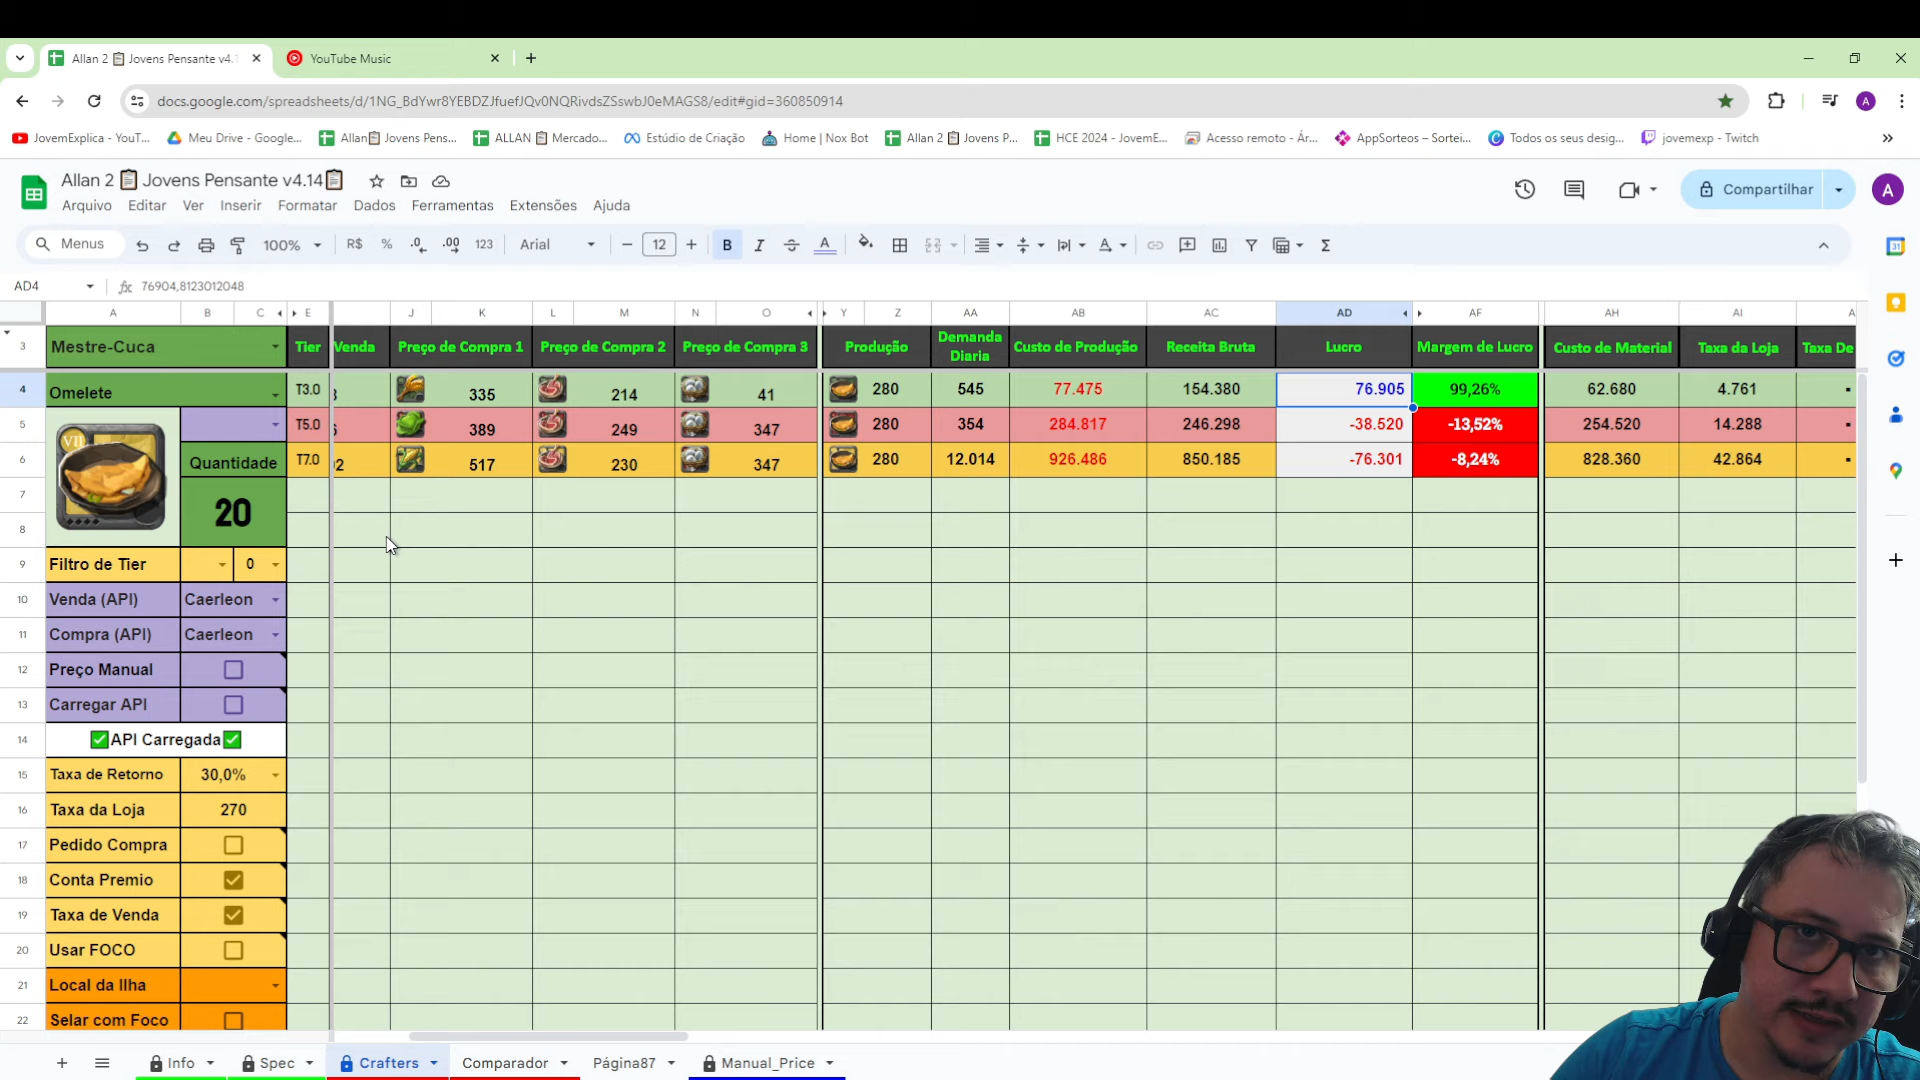 Allan 2 📋 Jovens Pensante v4.1
YouTube Music
docs.google.com/spreadsheets/d/1NG_BdYwr8YEBDZJfuefJQv0NQRivdsZSswbJ0eMAGS8/edit#gid=360850914
JovemExplica - YouT... Meu Drive - Google... Allan📋 Jovens Pens... ALLAN 📋 Mercado... Estúdio de Criação Home | Nox Bot Allan 2 📋 Jovens P... HCE 2024 - JovemE... Acesso remoto - Ár... AppSorteos – Sortei... Todos os seus desig... jovemexp - Twitch »
Allan 2 📋 Jovens Pensante v4.14📋
Compartilhar
A
Arquivo Editar Ver Inserir Formatar Dados Ferramentas Extensões Ajuda
Menus 100% R$ % .0 .00 123 Arial 12 B I A Σ
AD4 fx 76904,8123012048
A B C E J K L M N O Y Z AA AB AC AD AF AH AI A
3 Mestre-Cuca Tier Venda Preço de Compra 1 Preço de Compra 2 Preço de Compra 3 Produção Demanda Diaria Custo de Produção Receita Bruta Lucro Margem de Lucro Custo de Material Taxa da Loja Taxa De
4 Omelete T3.0 335 214 41 280 545 77.475 154.380 76.905 99,26% 62.680 4.761 -
5 T5.0 389 249 347 280 354 284.817 246.298 -38.520 -13,52% 254.520 14.288 -
VII
6 Quantidade T7.0 2 517 230 347 280 12.014 926.486 850.185 -76.301 -8,24% 828.360 42.864 -
7
20
8
9 Filtro de Tier 0
10 Venda (API) Caerleon
11 Compra (API) Caerleon
12 Preço Manual
13 Carregar API
14 ✅API Carregada✅
15 Taxa de Retorno 30,0%
16 Taxa da Loja 270
17 Pedido Compra
18 Conta Premio
19 Taxa de Venda
20 Usar FOCO
21 Local da Ilha
22 Selar com Foco
+ Info Spec Crafters Comparador Página87 Manual_Price